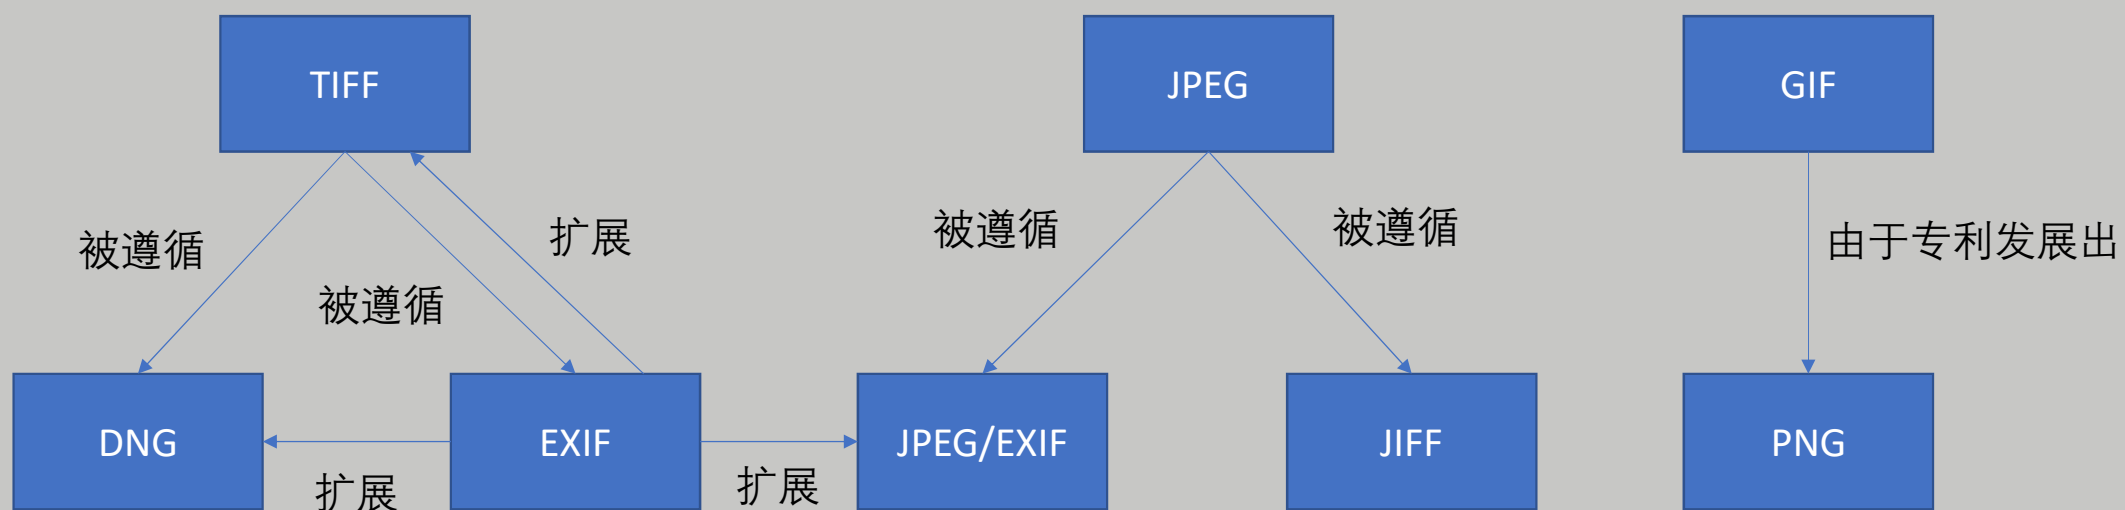 TIFF
JPEG
GIF
被遵循
被遵循
扩展
被遵循
被遵循
由于专利发展出
DNG
EXIF
JPEG/EXIF
JIFF
PNG
扩展
扩展